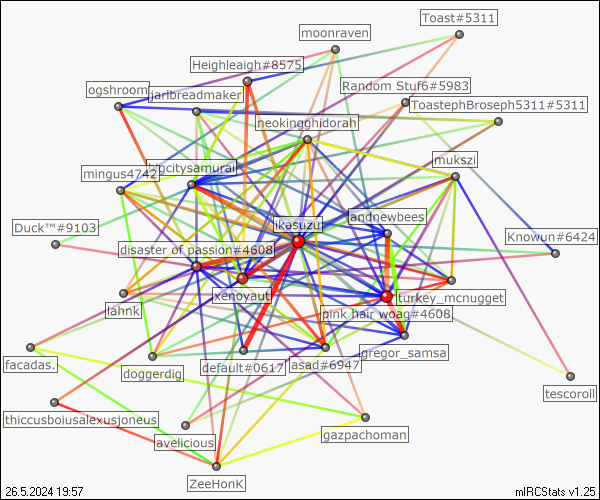 Toast#5311
moonraven
Heighleaigh#8575
Random Stuf6#5983
ogshroom
jarlbreadmaker
ToastephBroseph5311#5311
neokingghidorah
mukszi
mingus4742
Duck™#9103
ikasuzu
landnewbees
Knowun#6424
disaster of passion#4608
xenoyaut
turkey_mcnugget
lahnk
pink hair woag#4608
gregor_samsa
facadas.
doggerdig
default#0617
asad#6947
tescoroll
thiccusboiusalexusjoneus
avelicious
gazpachoman
ZeeHonK
26.5.2024 19:57
mIRCStats v1.25